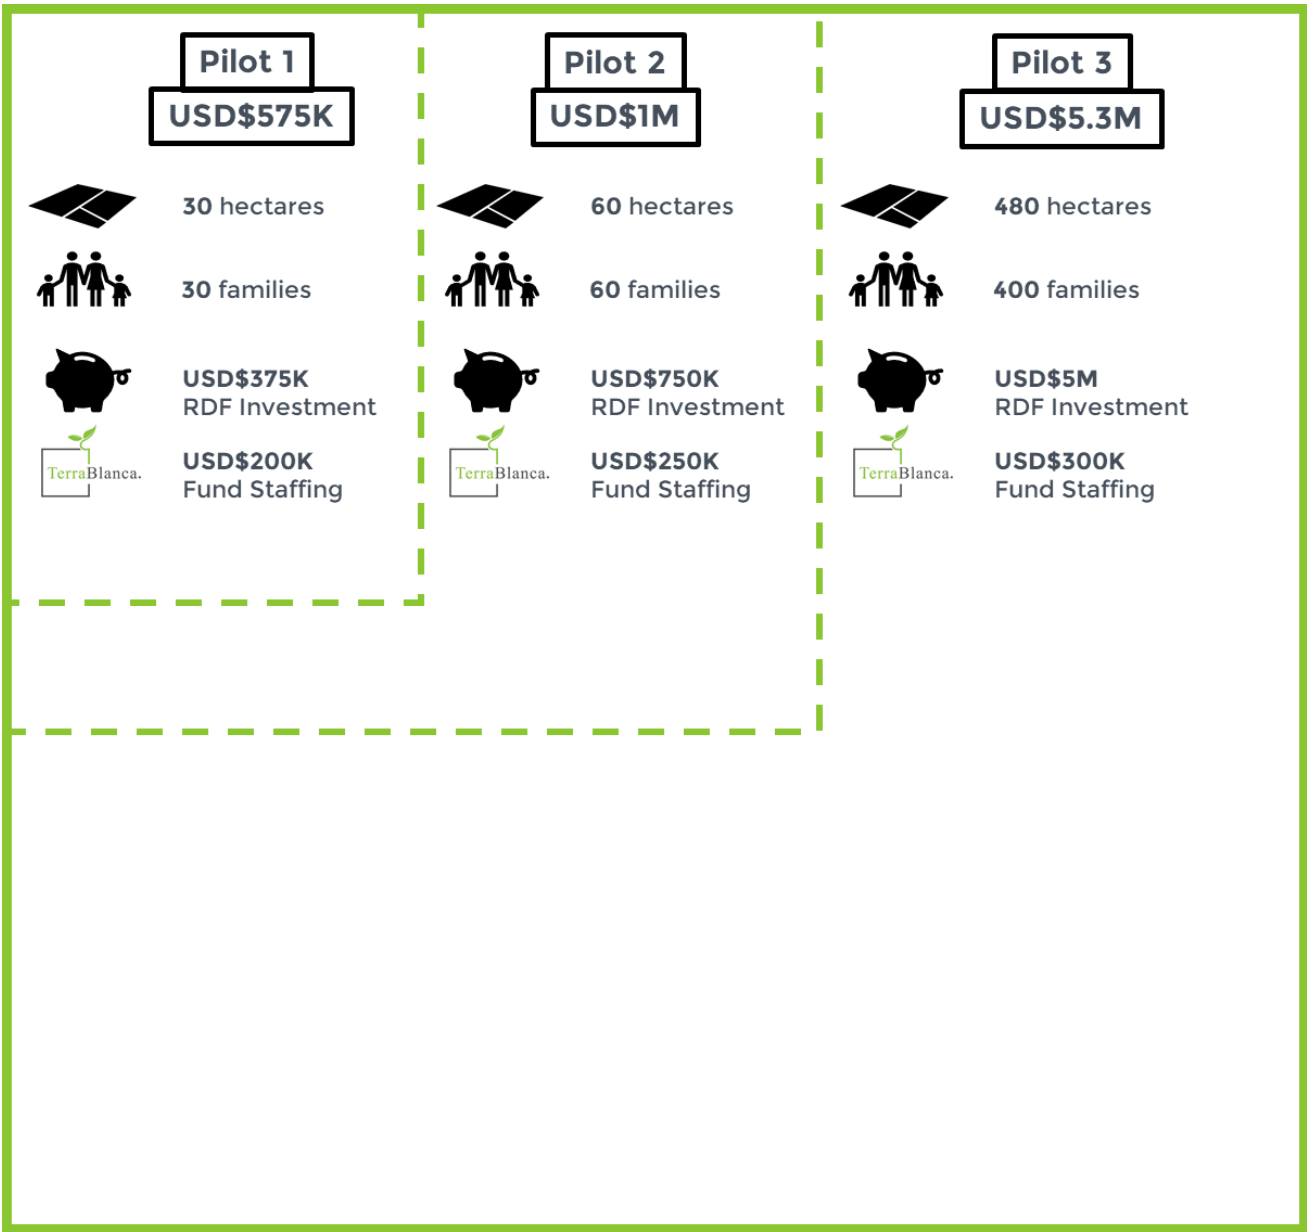 Pilot 1
USD$575K
30 hectares
30 families
USD$375K
RDF Investment
TerraBlanca.
USD$200K
Fund Staffing
Pilot 2
USD$1M
60 hectares
60 families
USD$750K
RDF Investment
TerraBlanca.
USD$250K
Fund Staffing
Pilot 3
USD$5.3M
480 hectares
400 families
USD$5M
RDF Investment
TerraBlanca.
USD$300K
Fund Staffing